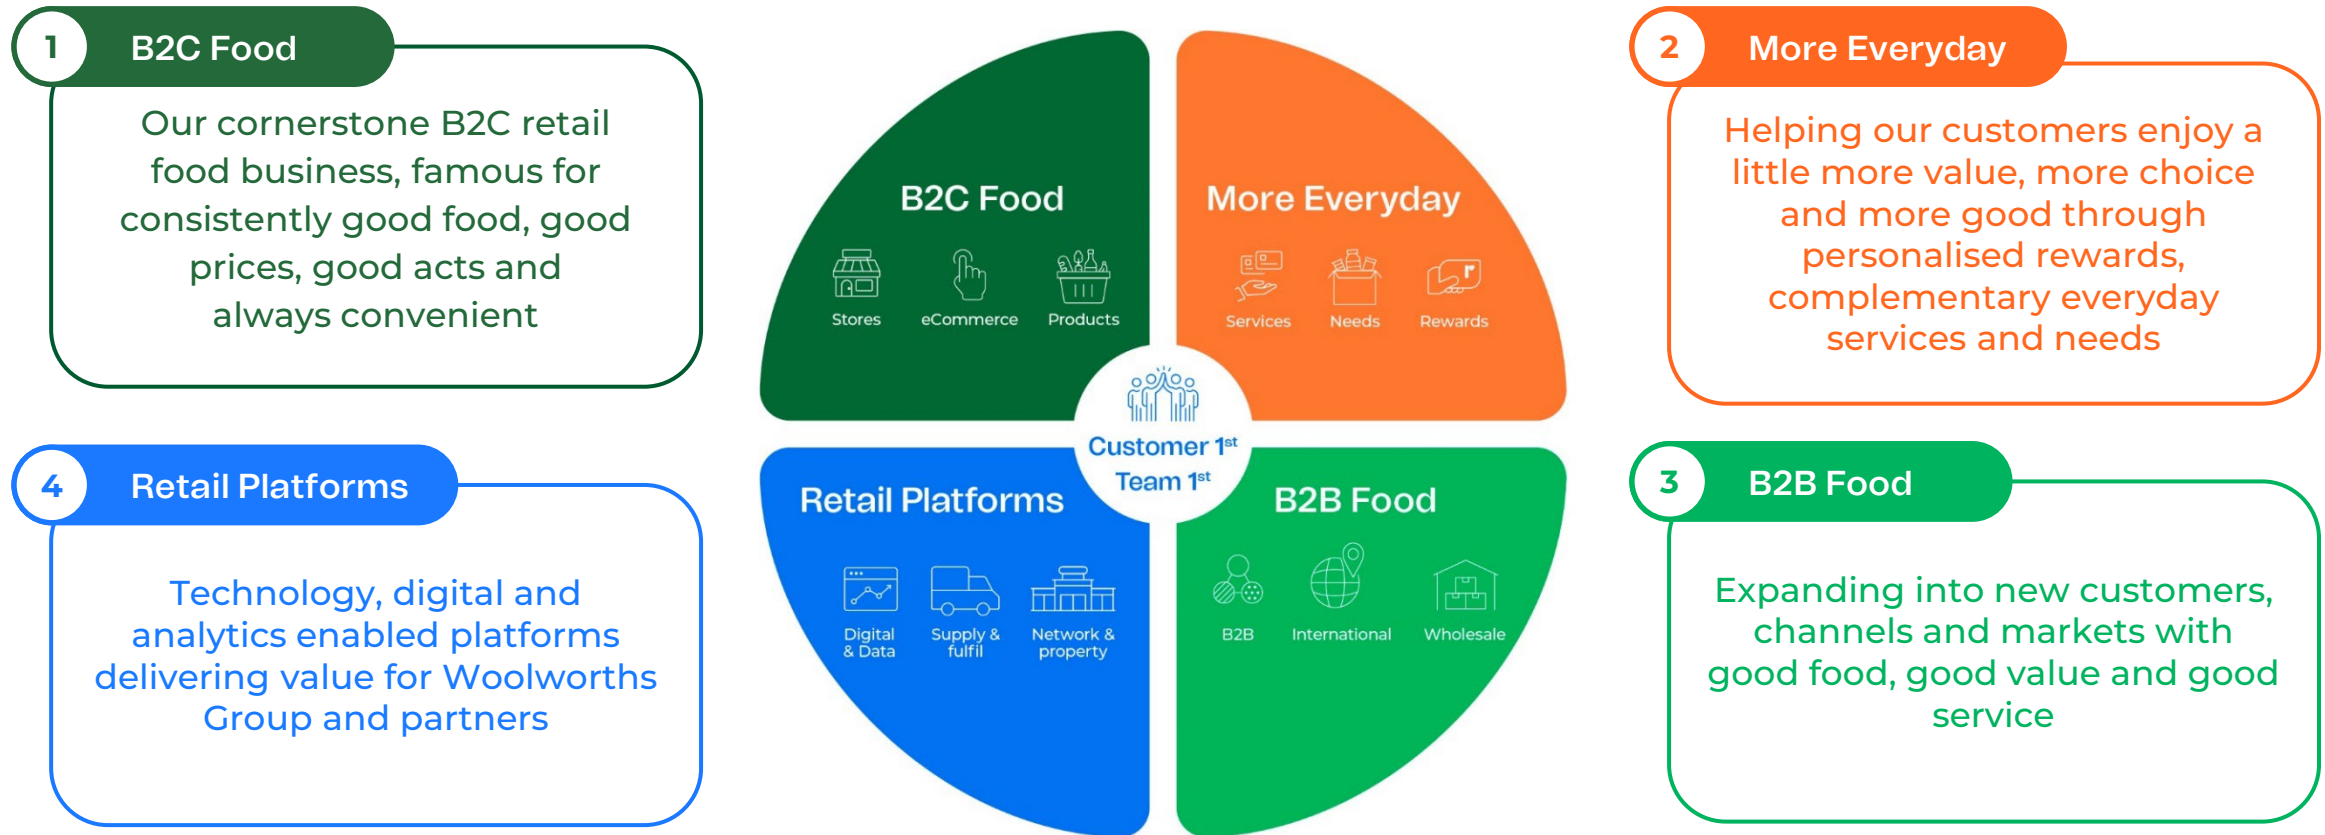 1
B2C Food
Our cornerstone B2C retail
food business, famous for
consistently good food, good
prices, good acts and
always convenient
B2C Food
Stores
eCommerce
Products
More Everyday
Services
Needs
Rewards
2
More Everyday
Helping our customers enjoy a
little more value, more choice
and more good through
personalised rewards,
complementary everyday
services and needs
Customer 1st
Team 1st
4
Retail Platforms
Technology, digital and
analytics enabled platforms
delivering value for Woolworths
Group and partners
Retail Platforms
Digital
& Data
Supply &
fulfil
Network &
property
B2B Food
B2B
International
Wholesale
3
B2B Food
Expanding into new customers,
channels and markets with
good food, good value and good
service